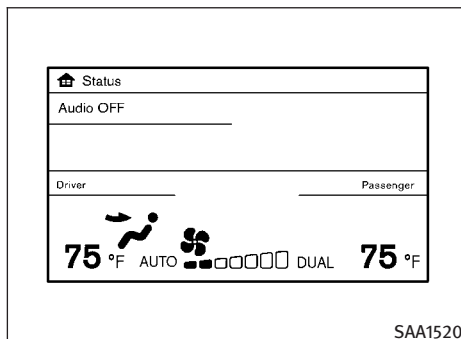 Status
Audio OFF
Driver Passenger
75 °F AUTO DUAL 75 °F
SAA1520